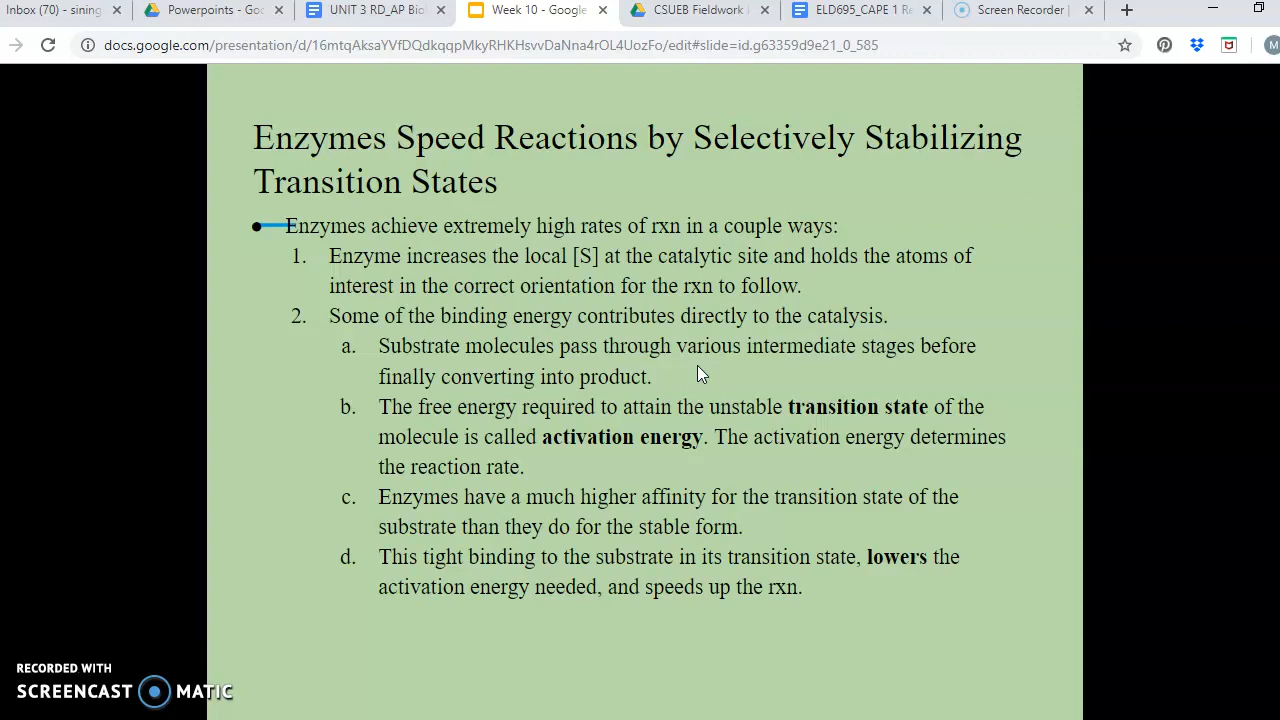 Inbox (70) - sining
Powerpoints - Goo
UNIT 3 RD_AP Biol
Week 10 - Google
CSUEB Fieldwork
ELD695_CAPE 1 Re
Screen Recorder |
docs.google.com/presentation/d/16mtqAksaYVfDQdkqqpMkyRHKHsvvDaNna4rOL4UozFo/edit#slide=id.g63359d9e21_0_585
M
Enzymes Speed Reactions by Selectively Stabilizing
Transition States
● Enzymes achieve extremely high rates of rxn in a couple ways:
1. Enzyme increases the local [S] at the catalytic site and holds the atoms of
interest in the correct orientation for the rxn to follow.
2. Some of the binding energy contributes directly to the catalysis.
a. Substrate molecules pass through various intermediate stages before
finally converting into product.
b. The free energy required to attain the unstable transition state of the
molecule is called activation energy. The activation energy determines
the reaction rate.
c. Enzymes have a much higher affinity for the transition state of the
substrate than they do for the stable form.
d. This tight binding to the substrate in its transition state, lowers the
activation energy needed, and speeds up the rxn.
RECORDED WITH
SCREENCAST MATIC